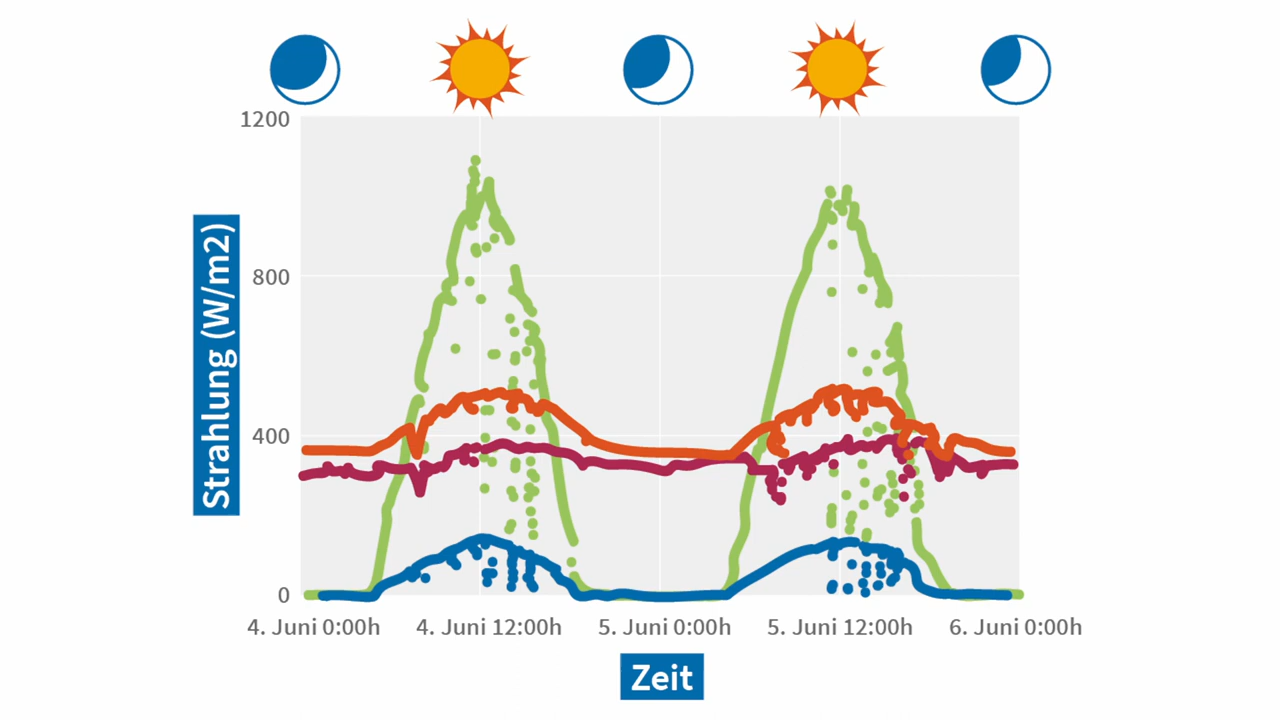 1200
800
400
0
Strahlung (W/m2)
4. Juni 0:00h 4. Juni 12:00h 5. Juni 0:00h 5. Juni 12:00h 6. Juni 0:00h
Zeit